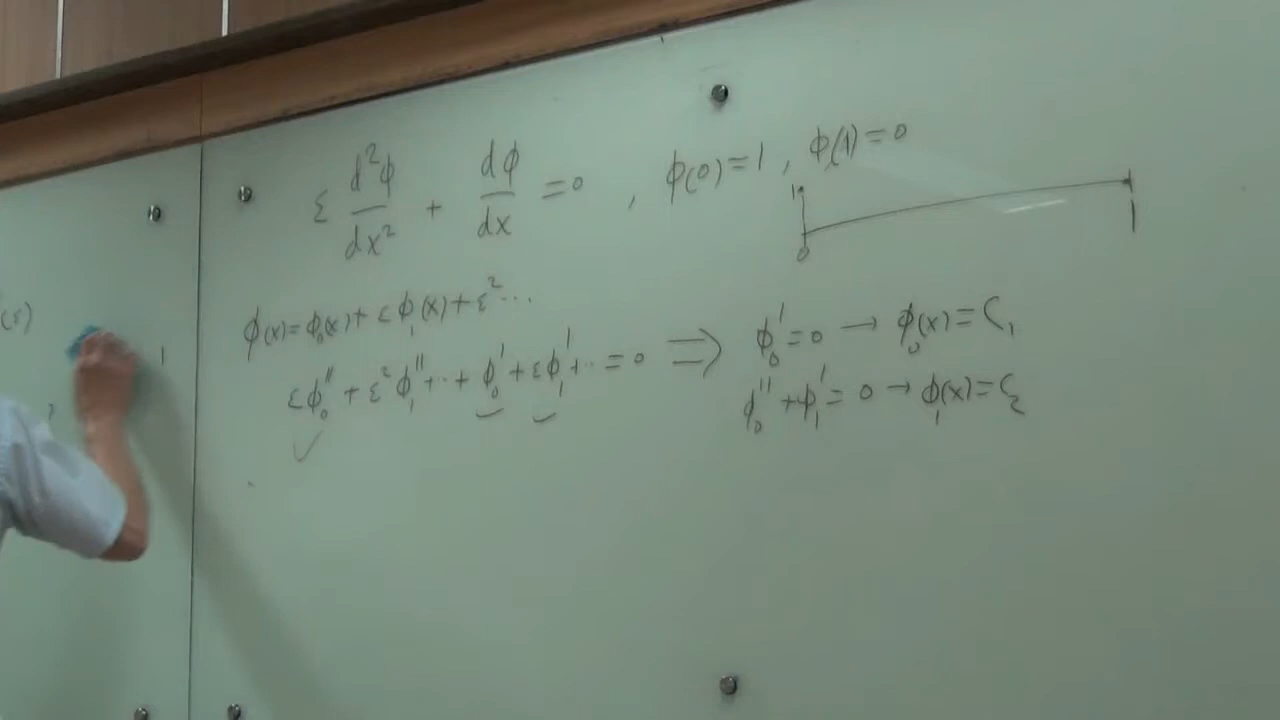 ε d²ϕ/dx² + dϕ/dx = 0 , ϕ(0)=1 , ϕ(1)=0
1
0 1
ϕ(x)=ϕ₀(x)+εϕ₁(x)+ε²...
εϕ₀''+ε²ϕ₁''+...+ϕ₀'+εϕ₁'+...=0 ⇒ ϕ₀'=0 → ϕ₀(x)=C₁
ϕ₀''+ϕ₁'=0 → ϕ₁(x)=C₂
(ε)
1